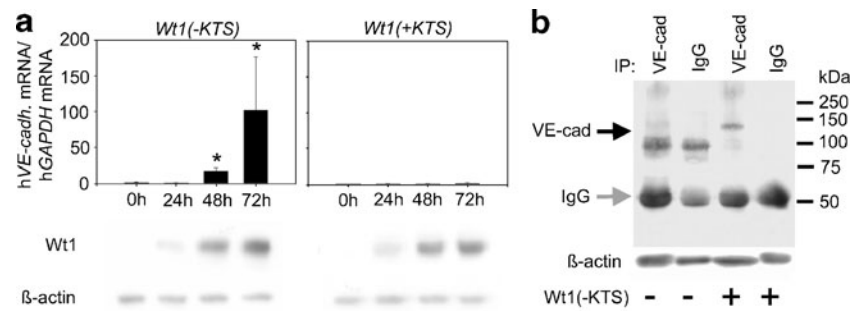 a
Wt1(-KTS)
Wt1(+KTS)
hVE-cadh. mRNA/
hGAPDH mRNA
200
150
100
50
0
*
*
0h 24h 48h 72h
0h 24h 48h 72h
Wt1
ß-actin
b
IP: VE-cad IgG VE-cad IgG
kDa
VE-cad
IgG
250
150
100
75
50
ß-actin
Wt1(-KTS) - - + +